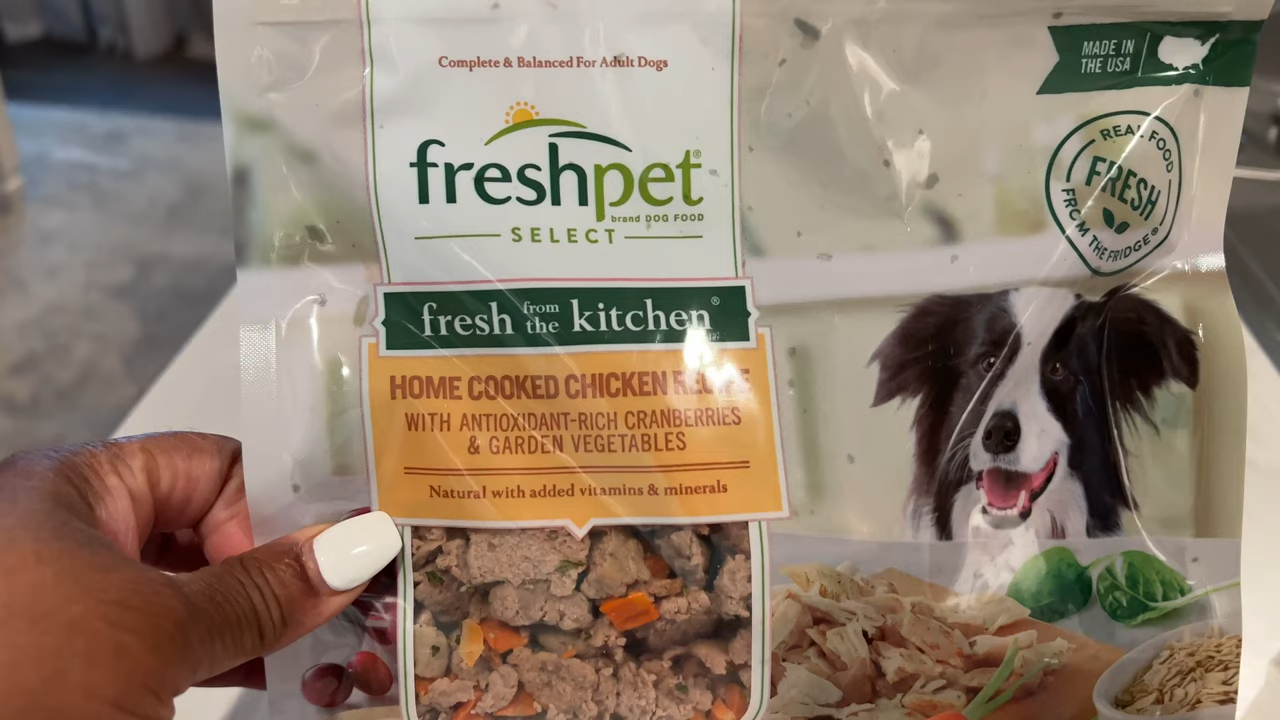 Complete & Balanced For Adult Dogs
freshpet®
brand DOG FOOD
SELECT
fresh from the kitchen®
HOME COOKED CHICKEN RECIPE
WITH ANTIOXIDANT-RICH CRANBERRIES
& GARDEN VEGETABLES
Natural with added vitamins & minerals
MADE IN
THE USA
REAL FOOD
FRESH
FROM THE FRIDGE®